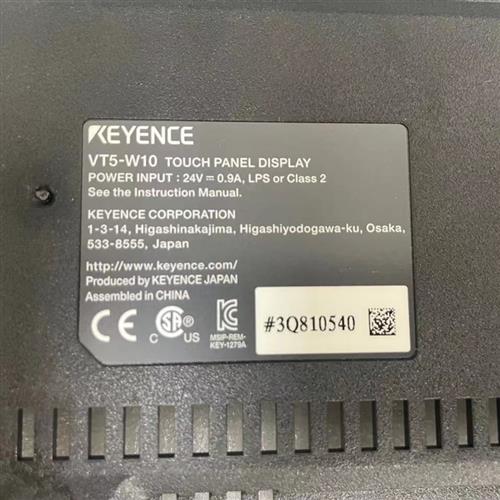 KEYENCE
VT5-W10 TOUCH PANEL DISPLAY
POWER INPUT : 24V⎓ 0.9A, LPS or Class 2
See the Instruction Manual.
KEYENCE CORPORATION
1-3-14, Higashinakajima, Higashiyodogawa-ku, Osaka,
533-8555, Japan
http://www.keyence.com/
Produced by KEYENCE JAPAN
Assembled in CHINA
CE
C SA US
MSIP-REM-
KEY-1279A
#3Q810540